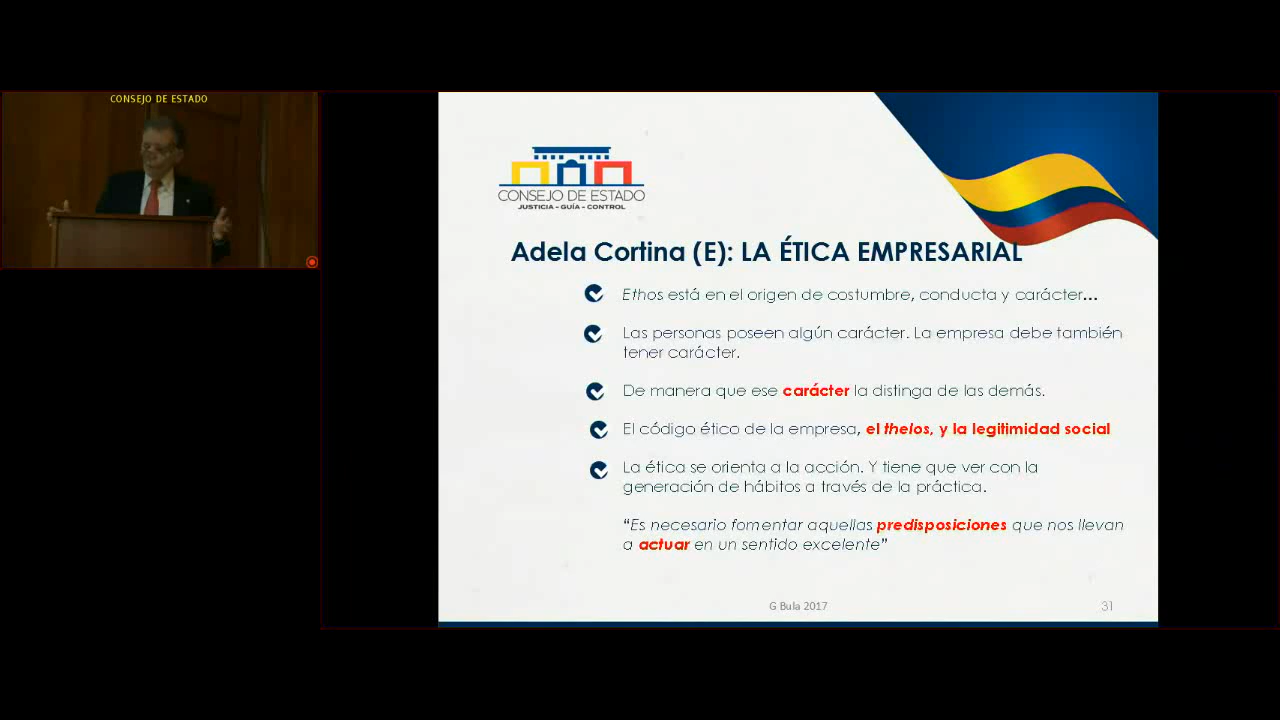 CONSEJO DE ESTADO
CONSEJO DE ESTADO
JUSTICIA - GUÍA - CONTROL
Adela Cortina (E): LA ÉTICA EMPRESARIAL
Ethos está en el origen de costumbre, conducta y carácter...
Las personas poseen algún carácter. La empresa debe también
tener carácter.
De manera que ese carácter la distinga de las demás.
El código ético de la empresa, el thelos, y la legitimidad social
La ética se orienta a la acción. Y tiene que ver con la
generación de hábitos a través de la práctica.
“Es necesario fomentar aquellas predisposiciones que nos llevan
a actuar en un sentido excelente”
G Bula 2017
31